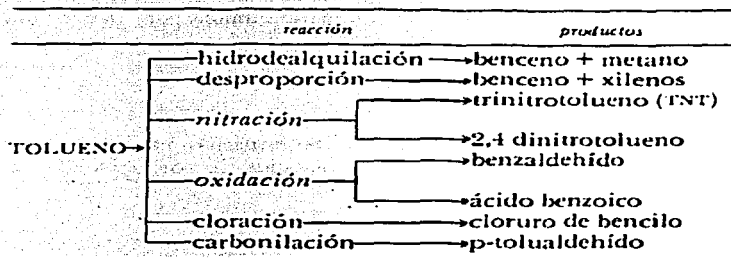 reacción productos
hidrodealquilación benceno + metano
desproporción benceno + xilenos
trinitrotolueno (TNT)
nitración
2,4 dinitrotolueno
TOLUENO
benzaldehído
oxidación
ácido benzoico
cloración cloruro de bencilo
carbonilación p-tolualdehído